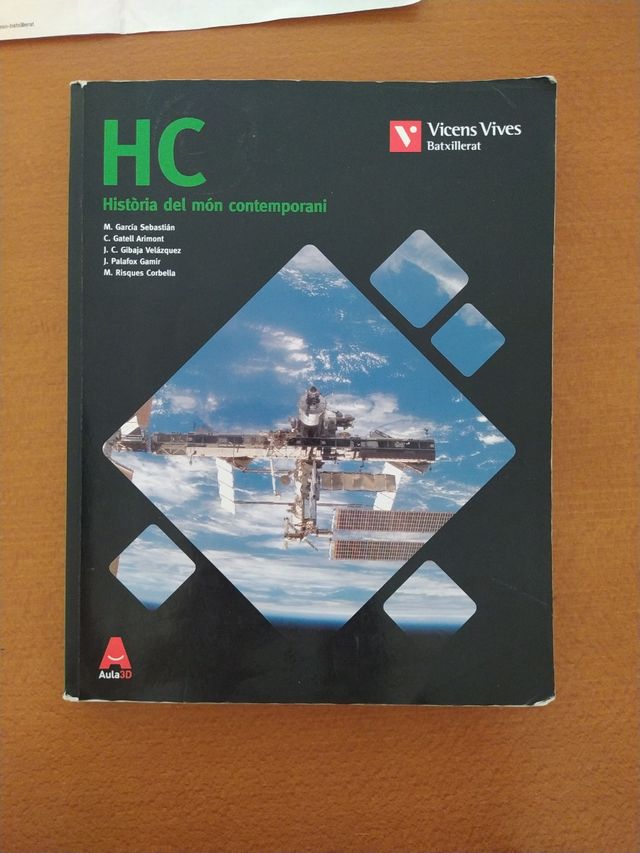 HC
Història del món contemporani
M. García Sebastián
C. Gatell Arimont
J. C. Gibaja Velázquez
J. Palafox Gamir
M. Risques Corbella
Vicens Vives
Batxillerat
Aula3D